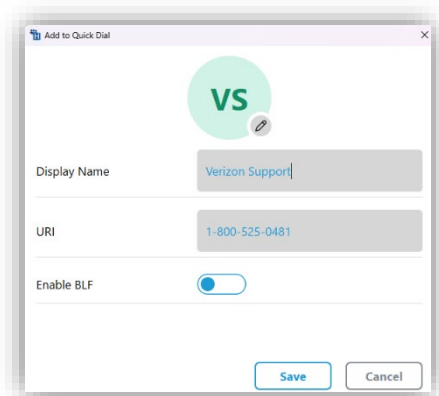 Add to Quick Dial
VS
Display Name Verizon Support
URI 1-800-525-0481
Enable BLF
Save Cancel